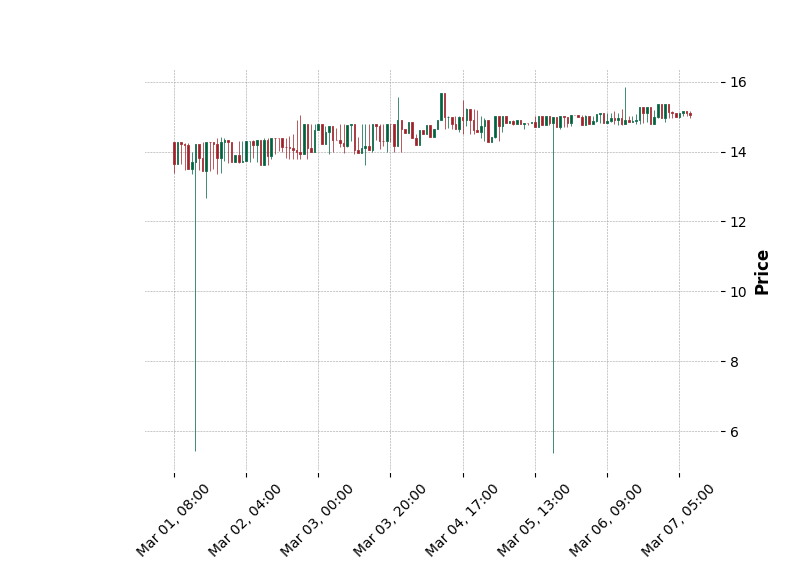 16
14
12
10
8
6
Price
Mar 01, 08:00
Mar 02, 04:00
Mar 03, 00:00
Mar 03, 20:00
Mar 04, 17:00
Mar 05, 13:00
Mar 06, 09:00
Mar 07, 05:00